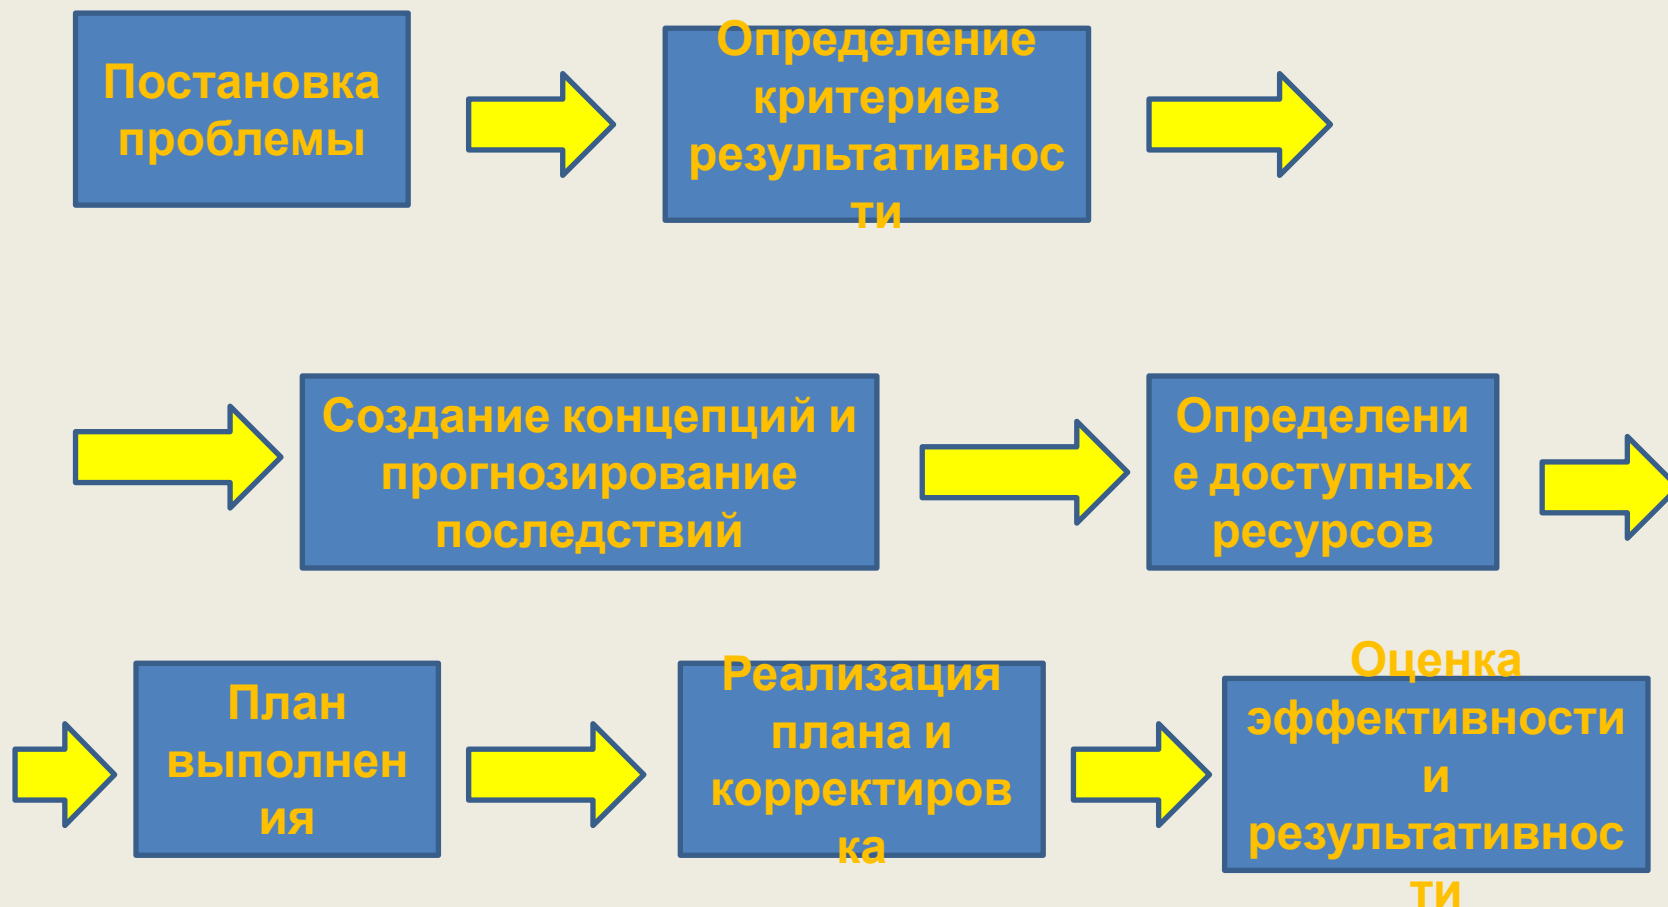 Постановка
проблемы
Определение
критериев
результативнос
ти
Создание концепций и
прогнозирование
последствий
Определени
е доступных
ресурсов
План
выполнен
ия
Реализация
плана и
корректиров
ка
Оценка
эффективности
и
результативнос
ти